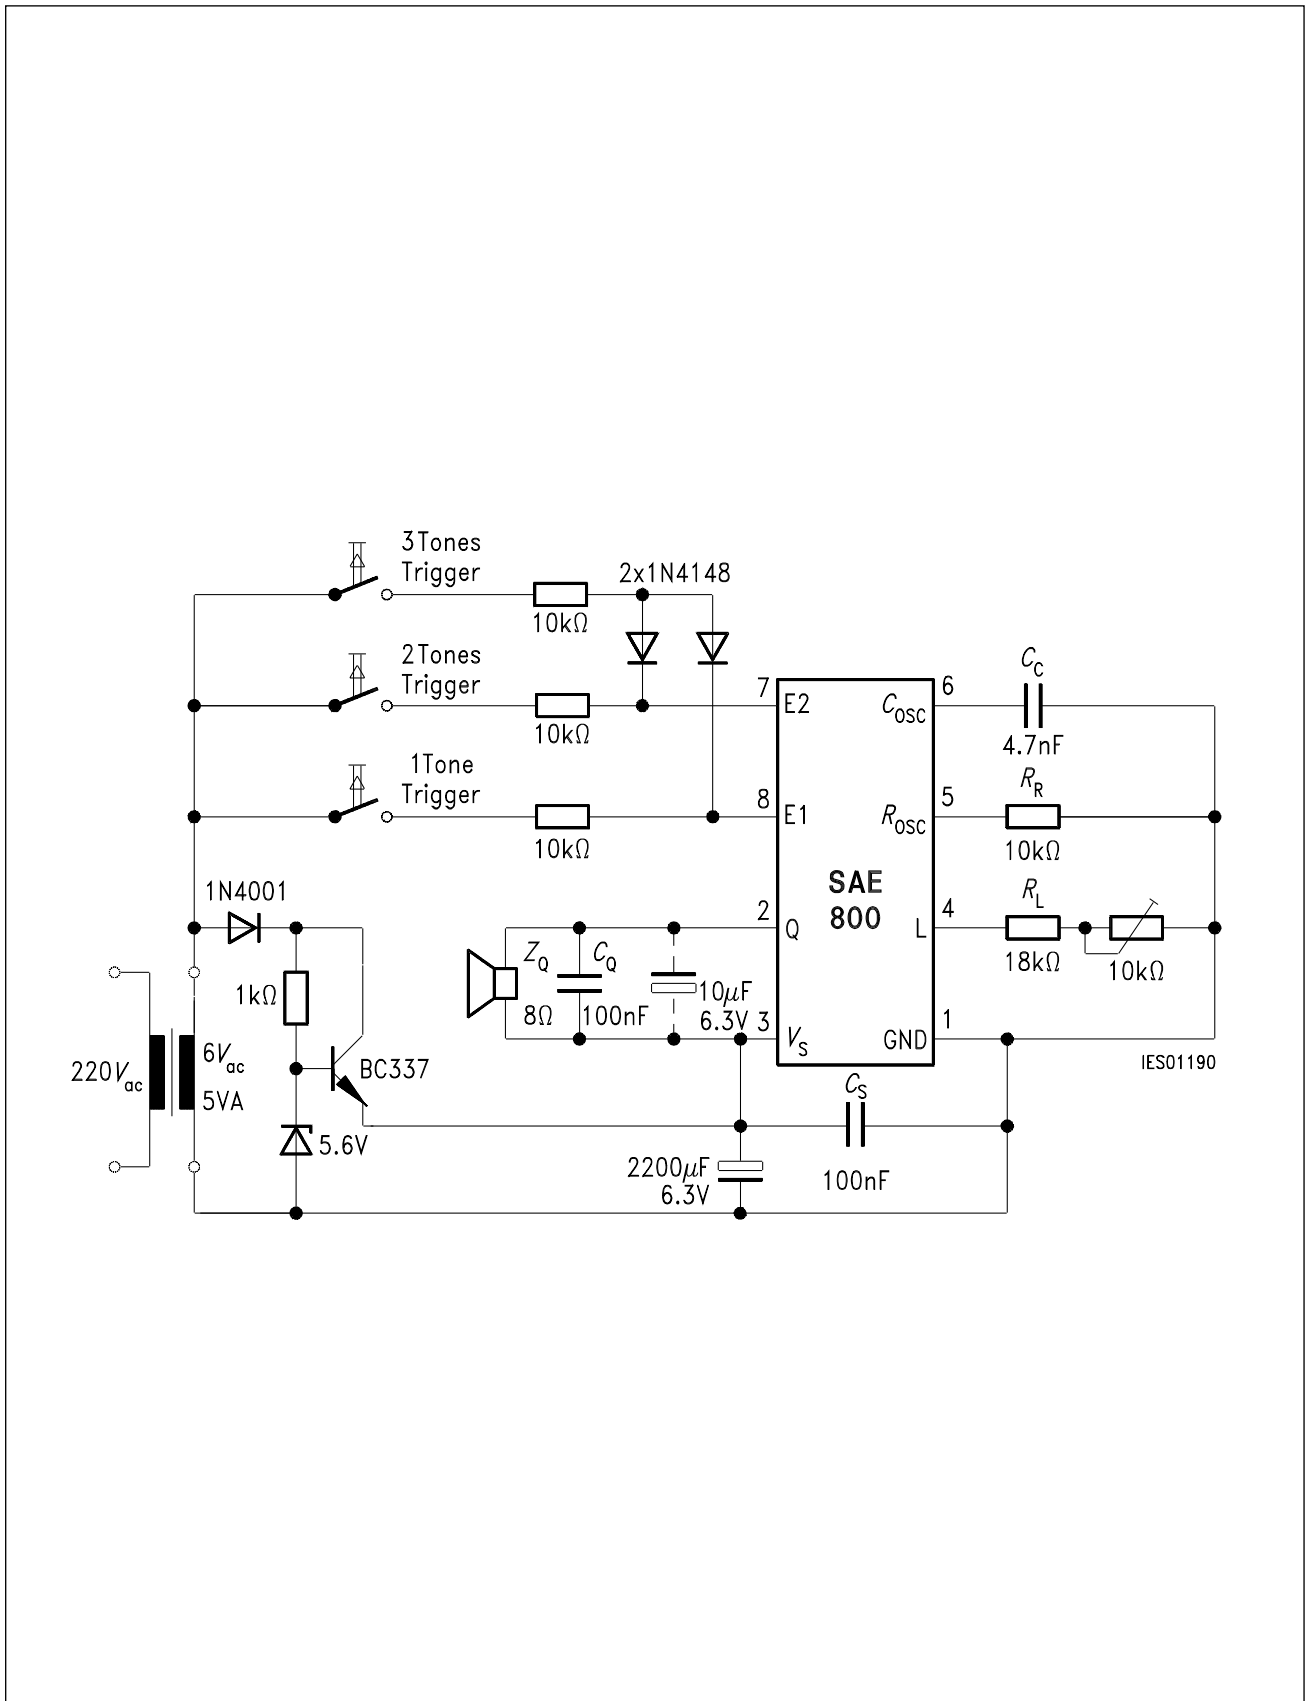 3Tones
Trigger
2x1N4148
10kΩ
2Tones
Trigger
C_C
7
E2
C_OSC
6
10kΩ
4.7nF
1Tone
Trigger
R_R
8
E1
R_OSC
5
10kΩ
10kΩ
SAE
800
1N4001
R_L
2
Q
L
4
Z_Q
C_Q
18kΩ
10kΩ
1kΩ
8Ω
100nF
10μF
6.3V
3
V_S
GND
1
6V_ac
220V_ac
5VA
BC337
IES01190
C_S
5.6V
2200μF
6.3V
100nF